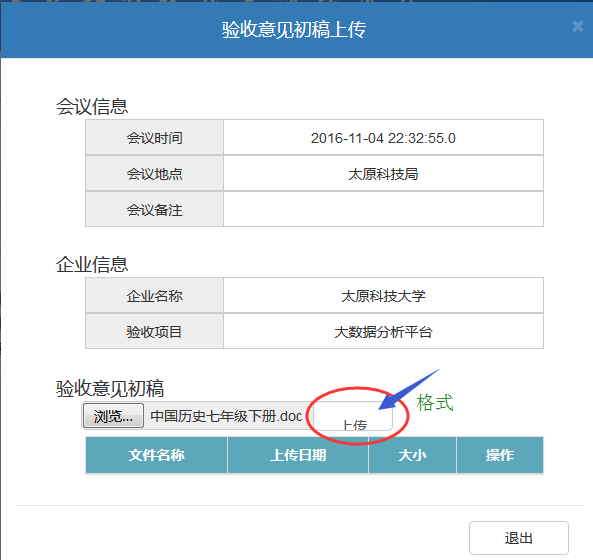 验收意见初稿上传 ×
会议信息
会议时间 2016-11-04 22:32:55.0
会议地点 太原科技局
会议备注
企业信息
企业名称 太原科技大学
验收项目 大数据分析平台
验收意见初稿
格式
浏览... 中国历史七年级下册.doc 上传
文件名称 上传日期 大小 操作
退出